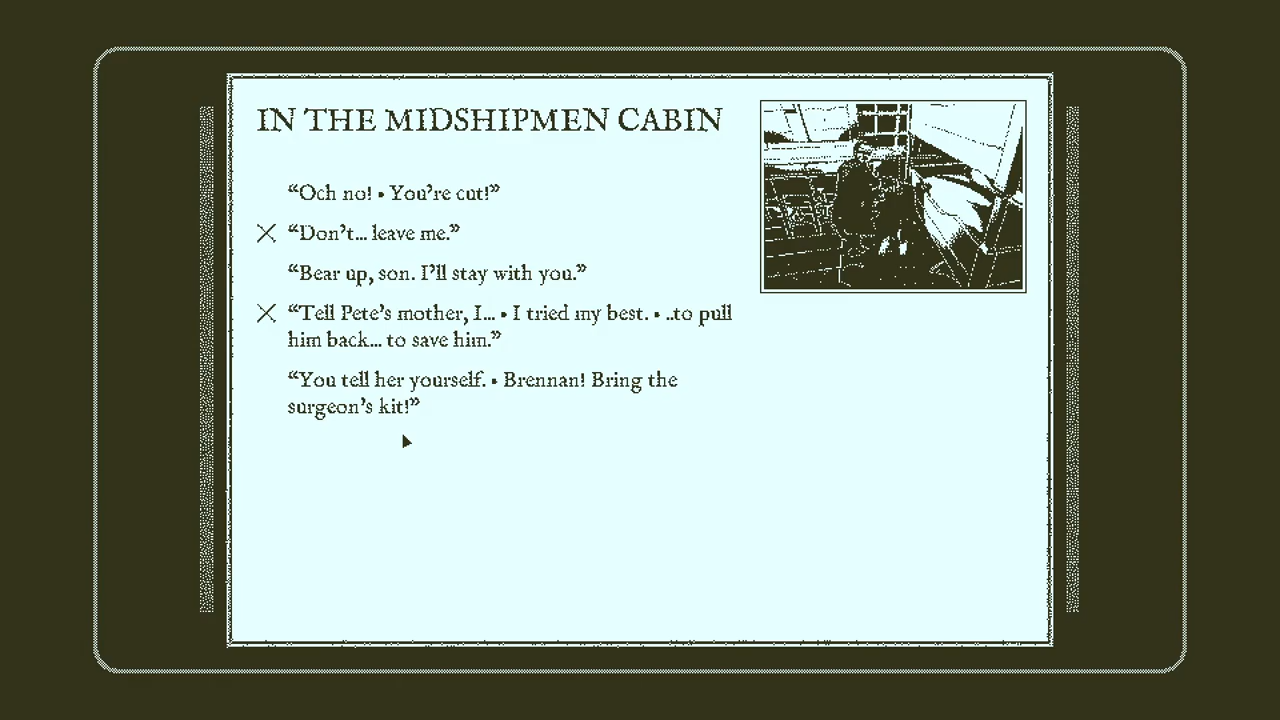 IN THE MIDSHIPMEN CABIN
“Och no! • You’re cut!”
“Don’t... leave me.”
“Bear up, son. I’ll stay with you.”
“Tell Pete’s mother, I... • I tried my best. • ..to pull
him back... to save him.”
“You tell her yourself. • Brennan! Bring the
surgeon’s kit!”